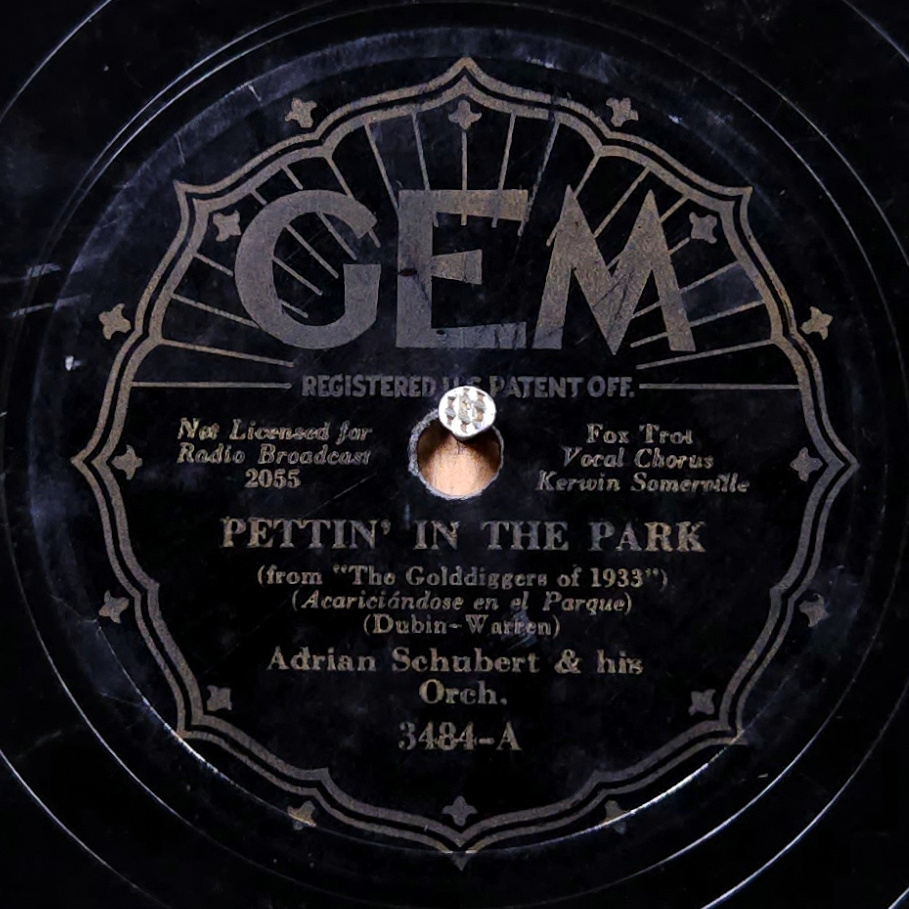 GEM
REGISTERED U.S. PATENT OFF.
Not Licensed for
Radio Broadcast
2055
Fox Trot
Vocal Chorus
Kerwin Somerville
PETTIN' IN THE PARK
(from "The Golddiggers of 1933")
(Acariciándose en el Parque)
(Dubin-Warren)
Adrian Schubert & his
Orch.
3484-A